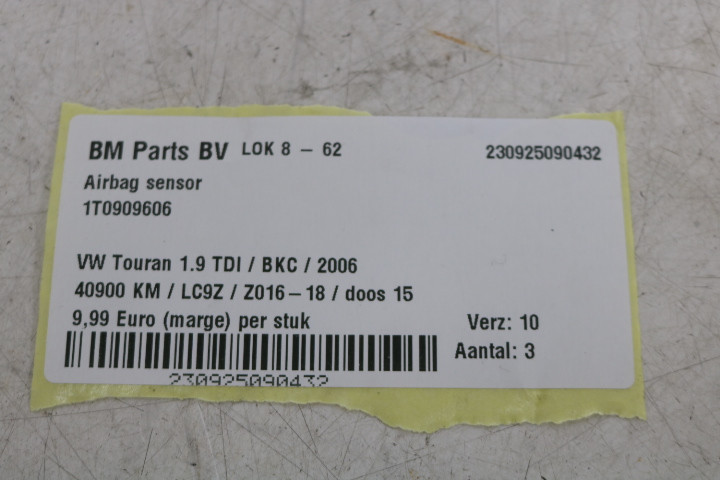 BM Parts BV LOK 8 – 62 230925090432
Airbag sensor
1T0909606
VW Touran 1.9 TDI / BKC / 2006
40900 KM / LC9Z / Z016–18 / doos 15
9,99 Euro (marge) per stuk Verz: 10
Aantal: 3
230925090432